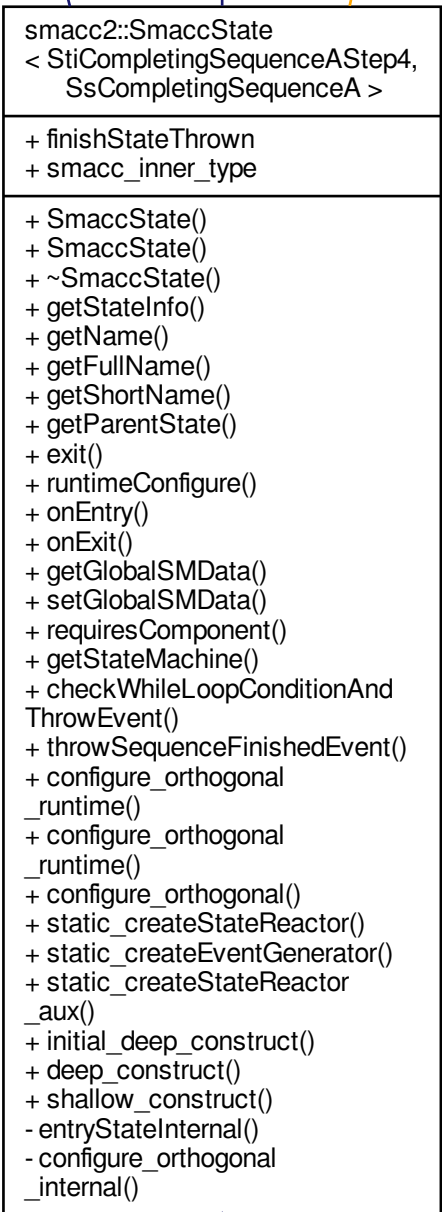 smacc2::SmaccState
< StiCompletingSequenceAStep4,
SsCompletingSequenceA >
+ finishStateThrown
+ smacc_inner_type
+ SmaccState()
+ SmaccState()
+ ~SmaccState()
+ getStateInfo()
+ getName()
+ getFullName()
+ getShortName()
+ getParentState()
+ exit()
+ runtimeConfigure()
+ onEntry()
+ onExit()
+ getGlobalSMData()
+ setGlobalSMData()
+ requiresComponent()
+ getStateMachine()
+ checkWhileLoopConditionAnd
ThrowEvent()
+ throwSequenceFinishedEvent()
+ configure_orthogonal
_runtime()
+ configure_orthogonal
_runtime()
+ configure_orthogonal()
+ static_createStateReactor()
+ static_createEventGenerator()
+ static_createStateReactor
_aux()
+ initial_deep_construct()
+ deep_construct()
+ shallow_construct()
- entryStateInternal()
- configure_orthogonal
_internal()